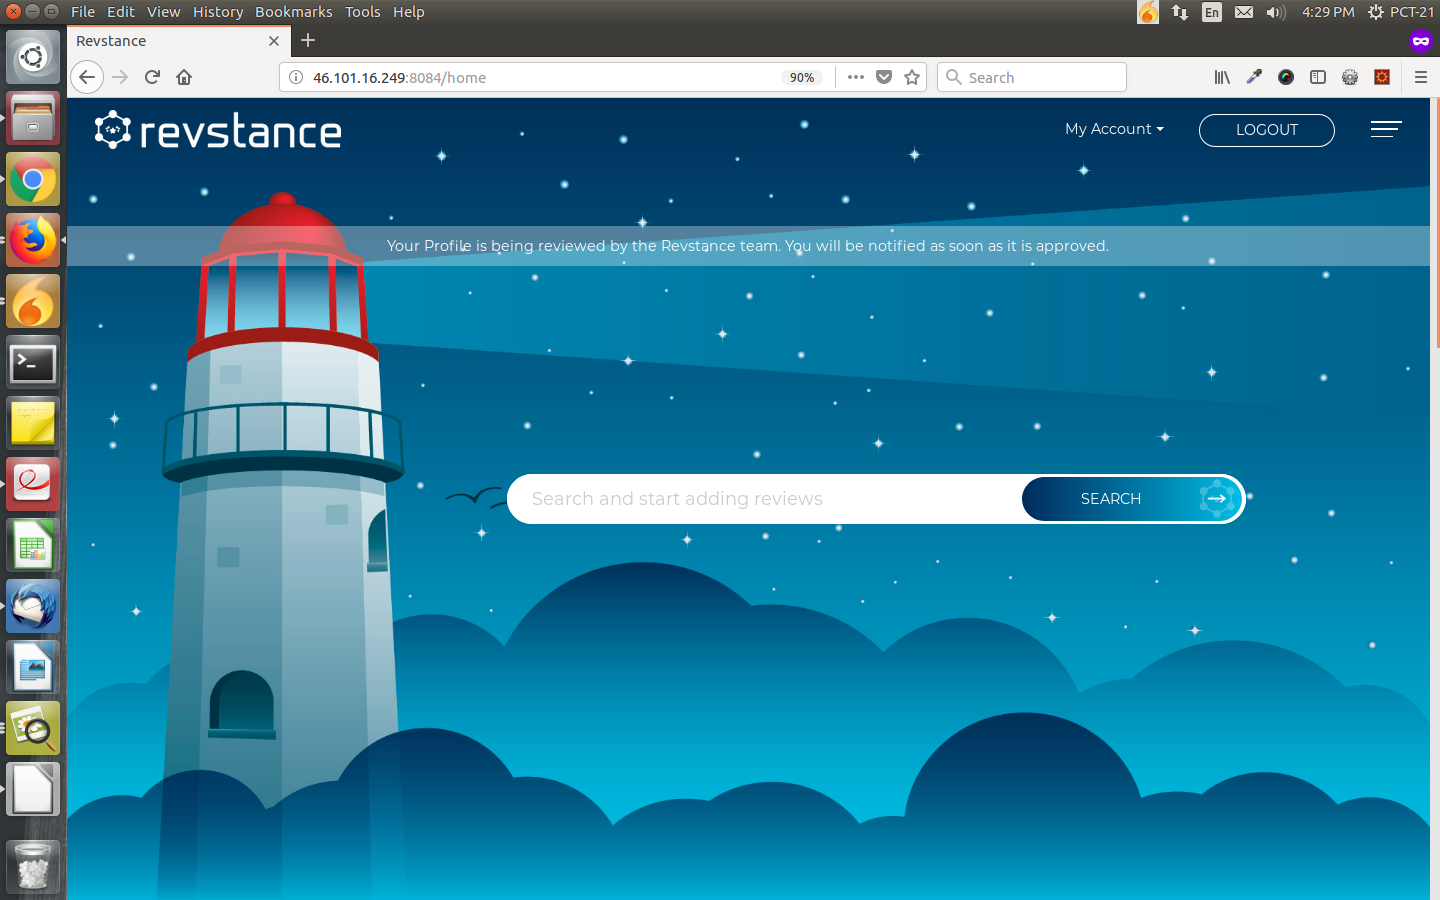 File Edit View History Bookmarks Tools Help
En 4:29 PM PCT-21
Revstance
46.101.16.249:8084/home 90% Search
revstance
My Account LOGOUT
Your Profile is being reviewed by the Revstance team. You will be notified as soon as it is approved.
Search and start adding reviews SEARCH